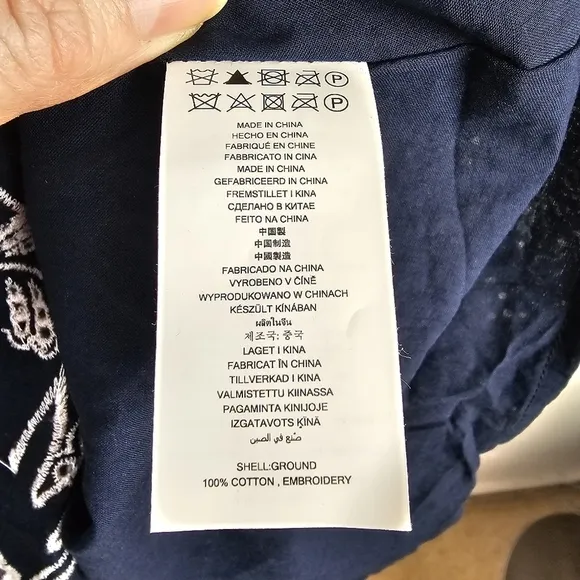 P
P
MADE IN CHINA
HECHO EN CHINA
FABRIQUÉ EN CHINE
FABBRICATO IN CINA
MADE IN CHINA
GEFABRICEERD IN CHINA
FREMSTILLET I KINA
СДЕЛАНО В КИТАЕ
FEITO NA CHINA
中国製
中国制造
中國製造
FABRICADO NA CHINA
VYROBENO V ČÍNĚ
WYPRODUKOWANO W CHINACH
KÉSZÜLT KÍNÁBAN
ผลิตในจีน
제조국: 중국
LAGET I KINA
FABRICAT ÎN CHINA
TILLVERKAD I KINA
VALMISTETTU KIINASSA
PAGAMINTA KINIJOJE
IZGATAVOTS ĶĪNĀ
صنع في الصين
SHELL:GROUND
100% COTTON , EMBROIDERY